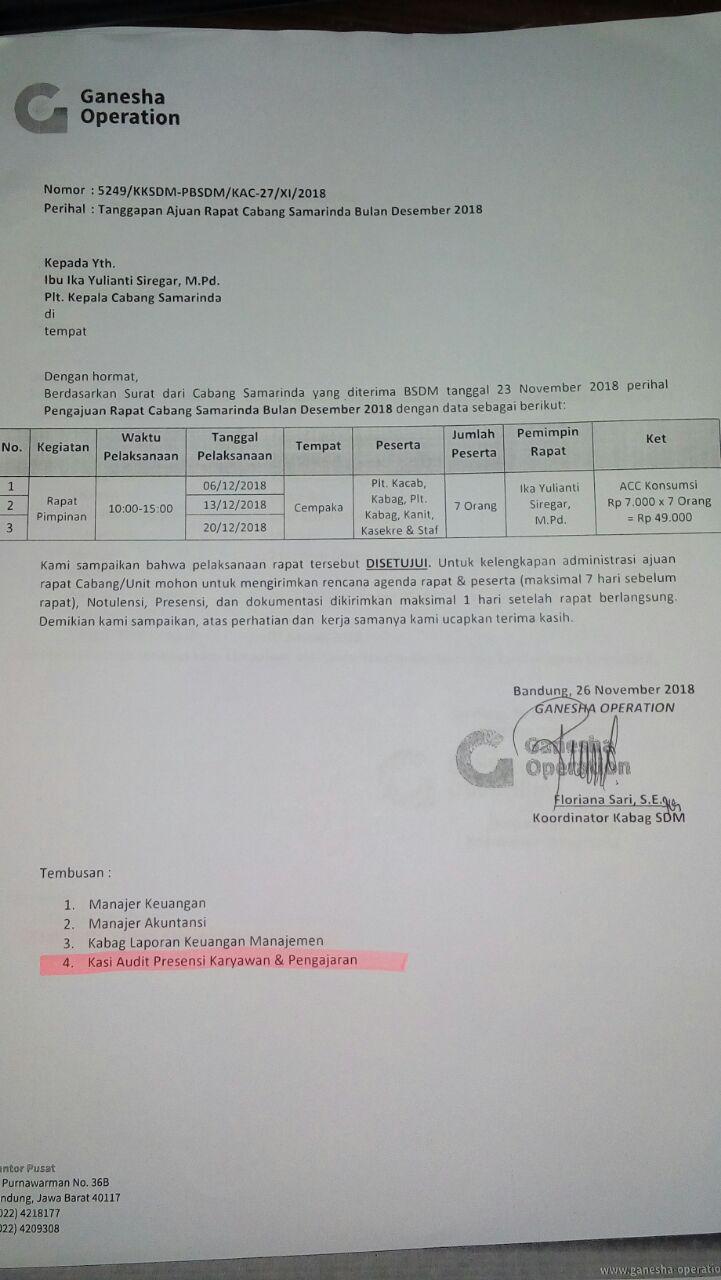 Ganesha
Operation
Nomor : 5249/KKSDM-PBSDM/KAC-27/XI/2018
Perihal : Tanggapan Ajuan Rapat Cabang Samarinda Bulan Desember 2018
Kepada Yth.
Ibu Ika Yulianti Siregar, M.Pd.
Plt. Kepala Cabang Samarinda
di
tempat
Dengan hormat,
Berdasarkan Surat dari Cabang Samarinda yang diterima BSDM tanggal 23 November 2018 perihal
Pengajuan Rapat Cabang Samarinda Bulan Desember 2018 dengan data sebagai berikut:
No. Kegiatan Waktu Pelaksanaan Tanggal Pelaksanaan Tempat Peserta Jumlah Peserta Pemimpin Rapat Ket
1 06/12/2018 Plt. Kacab, Ika Yulianti ACC Konsumsi
2 Rapat Pimpinan 10:00-15:00 13/12/2018 Cempaka Kabag, Plt. Kabag, Kanit, 7 Orang Siregar, Rp 7.000 x 7 Orang
3 20/12/2018 Kasekre & Staf M.Pd. = Rp 49.000
Kami sampaikan bahwa pelaksanaan rapat tersebut DISETUJUI. Untuk kelengkapan administrasi ajuan
rapat Cabang/Unit mohon untuk mengirimkan rencana agenda rapat & peserta (maksimal 7 hari sebelum
rapat), Notulensi, Presensi, dan dokumentasi dikirimkan maksimal 1 hari setelah rapat berlangsung.
Demikian kami sampaikan, atas perhatian dan kerja samanya kami ucapkan terima kasih.
Bandung, 26 November 2018
GANESHA OPERATION
Ganesha
Operation
Floriana Sari, S.E.
Koordinator Kabag SDM
Tembusan :
1. Manajer Keuangan
2. Manajer Akuntansi
3. Kabag Laporan Keuangan Manajemen
4. Kasi Audit Presensi Karyawan & Pengajaran
ntor Pusat
Purnawarman No. 36B
ndung, Jawa Barat 40117
022) 4218177
022) 4209308
www.ganesha-operatio